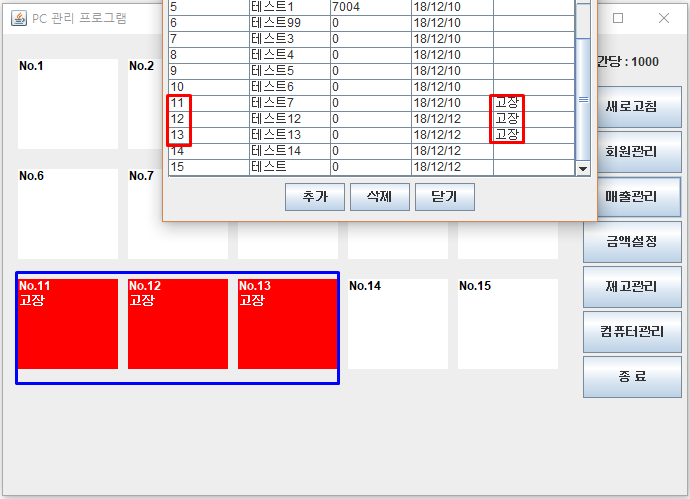 PC 관리 프로그램
5 테스트1 7004 18/12/10
6 테스트99 0 18/12/10
7 테스트3 0 18/12/10
8 테스트4 0 18/12/10
9 테스트5 0 18/12/10
10 테스트6 0 18/12/10
11 테스트7 0 18/12/10 고장
12 테스트12 0 18/12/12 고장
13 테스트13 0 18/12/12 고장
14 테스트14 0 18/12/12
15 테스트 0 18/12/12
추가 삭제 닫기
No.1 No.2
No.6 No.7
No.11 No.12 No.13 No.14 No.15
고장 고장 고장
간당 : 1000
새로고침
회원관리
매출관리
금액설정
재고관리
컴퓨터관리
종 료